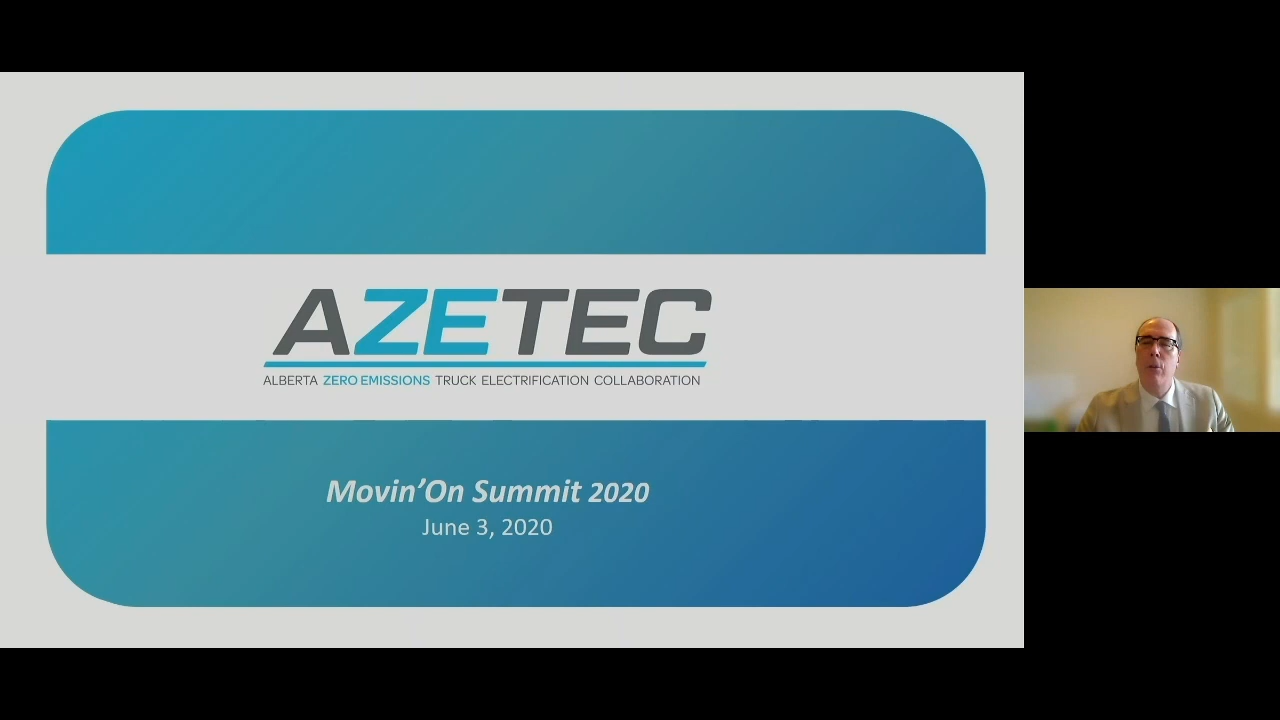 AZETEC
ALBERTA ZERO EMISSIONS TRUCK ELECTRIFICATION COLLABORATION
Movin’On Summit 2020
June 3, 2020